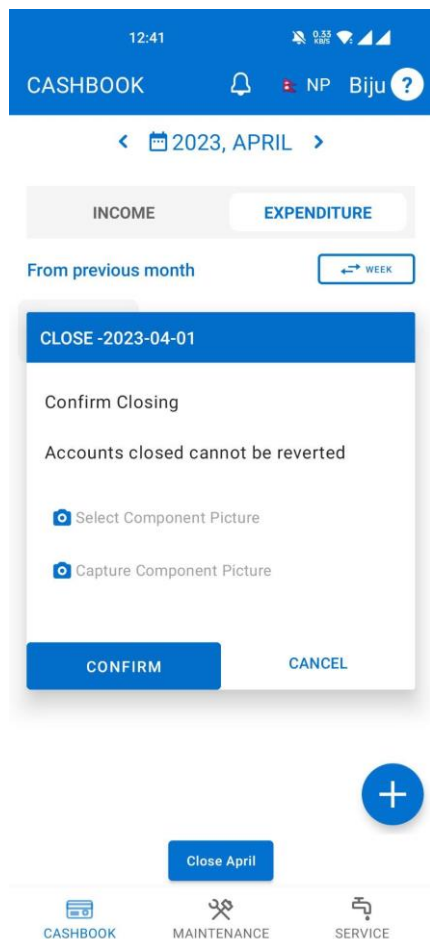 12:41 0.33 KB/S
CASHBOOK NP Biju ?
2023, APRIL
INCOME EXPENDITURE
From previous month WEEK
CLOSE -2023-04-01
Confirm Closing
Accounts closed cannot be reverted
Select Component Picture
Capture Component Picture
CONFIRM CANCEL
Close April
CASHBOOK MAINTENANCE SERVICE